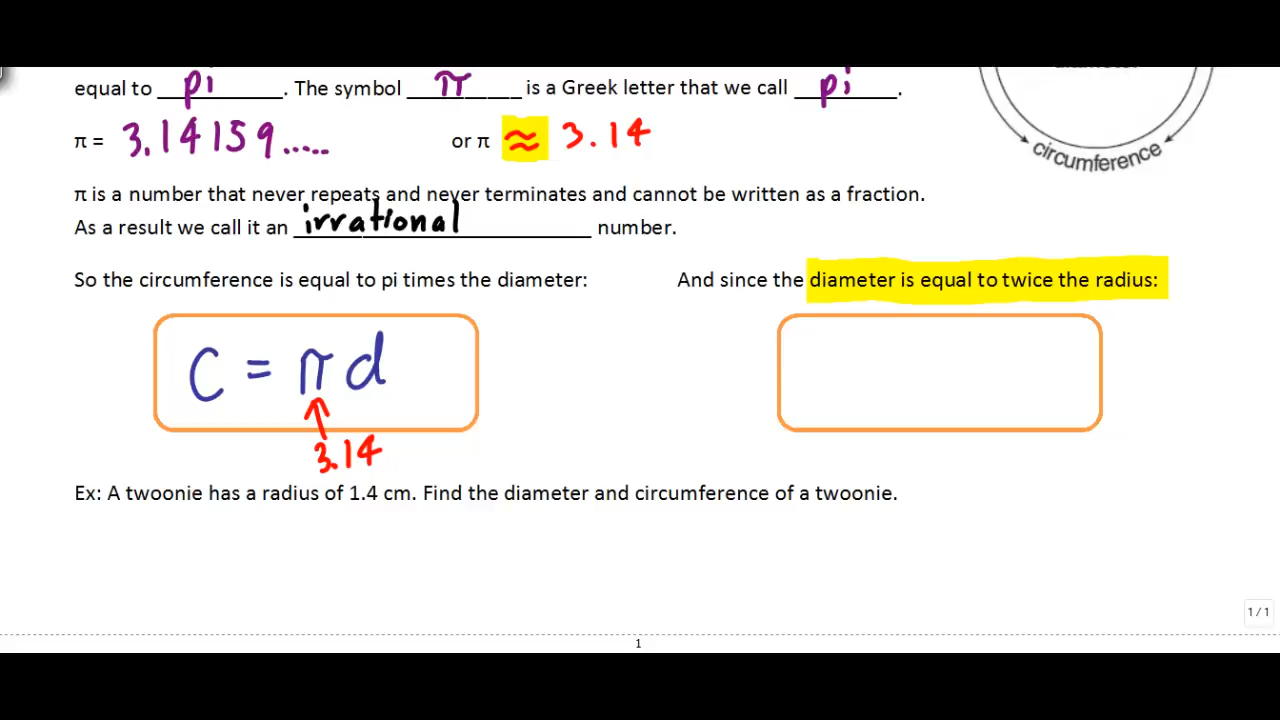 equal to pi. The symbol π is a Greek letter that we call pi.
π = 3.14159..... or π ≈ 3.14
circumference
π is a number that never repeats and never terminates and cannot be written as a fraction.
As a result we call it an irrational number.
So the circumference is equal to pi times the diameter: And since the diameter is equal to twice the radius:
C = π d
3.14
Ex: A twoonie has a radius of 1.4 cm. Find the diameter and circumference of a twoonie.
1 / 1
1